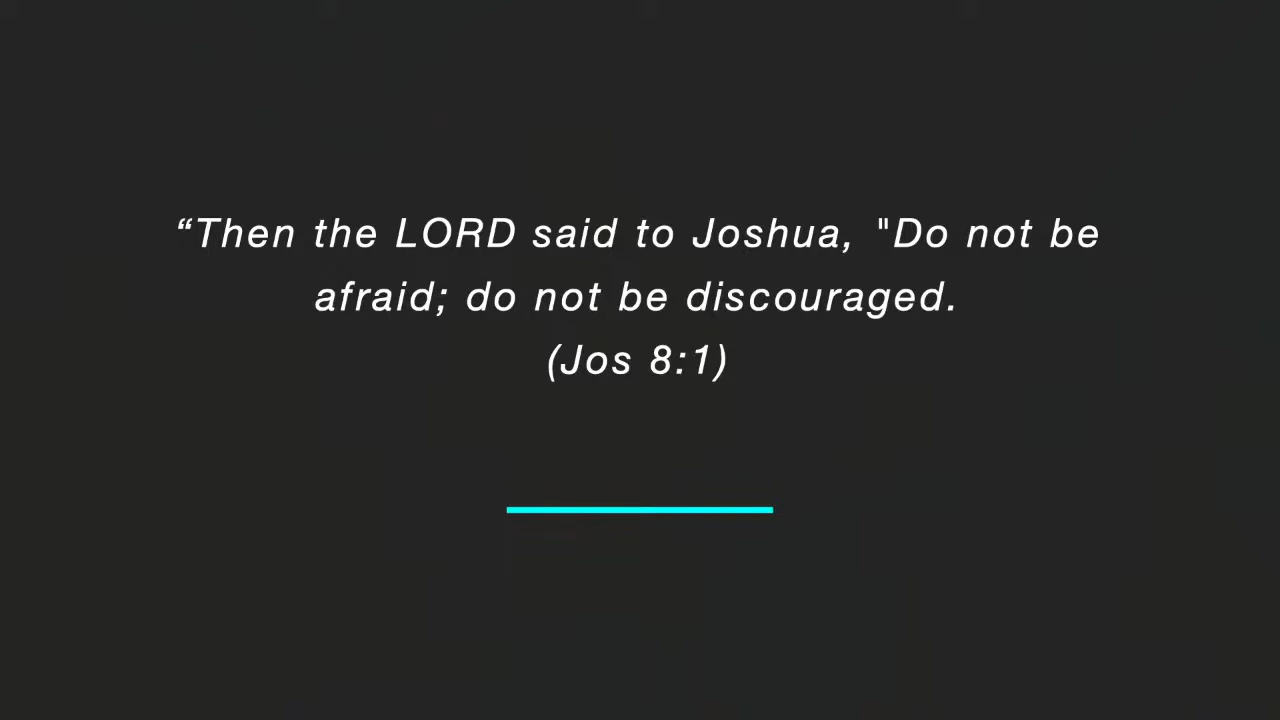 “Then the LORD said to Joshua, "Do not be
afraid; do not be discouraged.
(Jos 8:1)